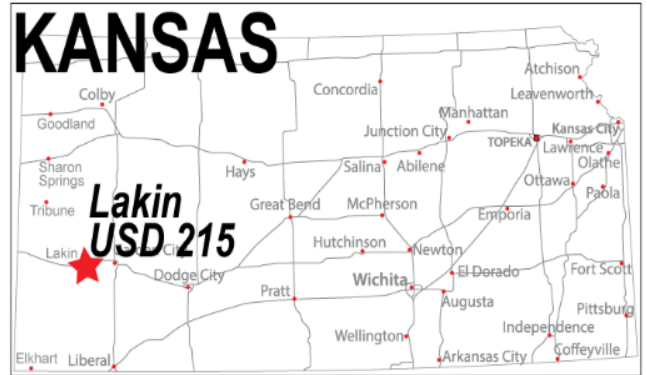 KANSAS
Atchison
Colby
Concordia
Leavenworth
Goodland
Manhattan
Junction City
Kansas City
TOPEKA
Lawrence
Sharon
Springs
Hays
Salina
Abilene
Olathe
Ottawa
Paola
Tribune
Lakin
USD 215
Great Bend
McPherson
Emporia
Lakin
Hutchinson
Newton
Dodge City
Wichita
El Dorado
Fort Scott
Pratt
Augusta
Pittsburg
Wellington
Independence
Elkhart
Liberal
Arkansas City
Coffeyville